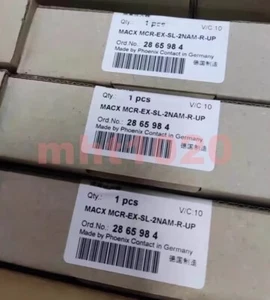 1 pcs V/C:10
MACX MCR-EX-SL-2NAM-R-UP
Ord.No.: 28 65 98 4
Made by Phoenix Contact in Germany
德国制造
Qty.: 1 pcs V/C:10
MACX MCR-EX-SL-2NAM-R-UP
Ord.No.: 28 65 98 4
Made by Phoenix Contact in Germany
德国制造
mht1020
Qty.: 1 pcs V/C:10
MACX MCR-EX-SL-2NAM-R-UP
Ord.No.: 28 65 98 4
Made by Phoenix Contact in Germany
德国制造